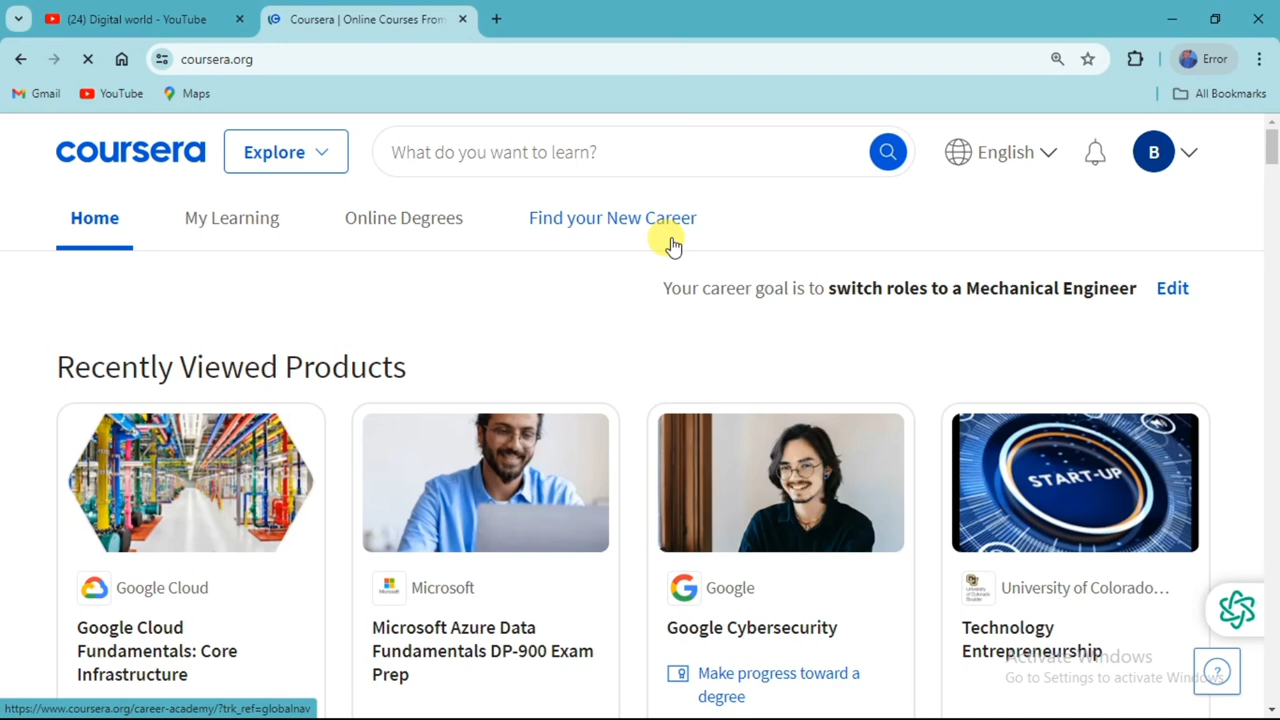 (24) Digital world - YouTube
Coursera | Online Courses From
coursera.org
Error
Gmail
YouTube
Maps
All Bookmarks
coursera
Explore
What do you want to learn?
English
B
Home
My Learning
Online Degrees
Find your New Career
Your career goal is to switch roles to a Mechanical Engineer
Edit
Recently Viewed Products
START-UP
Google Cloud
Microsoft
Google
University of Colorado...
Google Cloud
Fundamentals: Core
Infrastructure
Microsoft Azure Data
Fundamentals DP-900 Exam
Prep
Google Cybersecurity
Make progress toward a
degree
Technology
Entrepreneurship
Activate Windows
Go to Settings to activate Windows.
?
https://www.coursera.org/career-academy/?trk_ref=globalnav